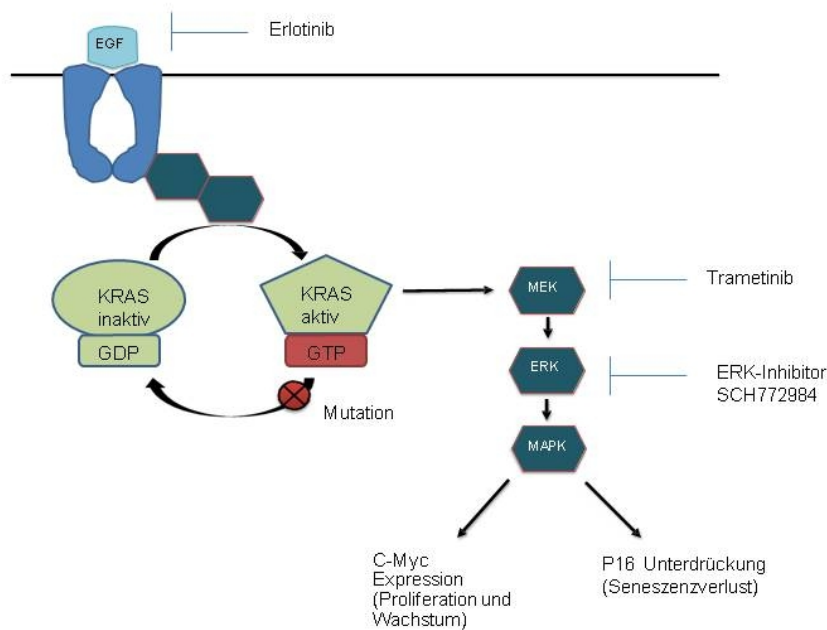 EGF
Erlotinib
KRAS
inaktiv
GDP
KRAS
aktiv
GTP
Mutation
MEK
Trametinib
ERK
ERK-Inhibitor
SCH772984
MAPK
C-Myc
Expression
(Proliferation und
Wachstum)
P16 Unterdrückung
(Seneszenzverlust)